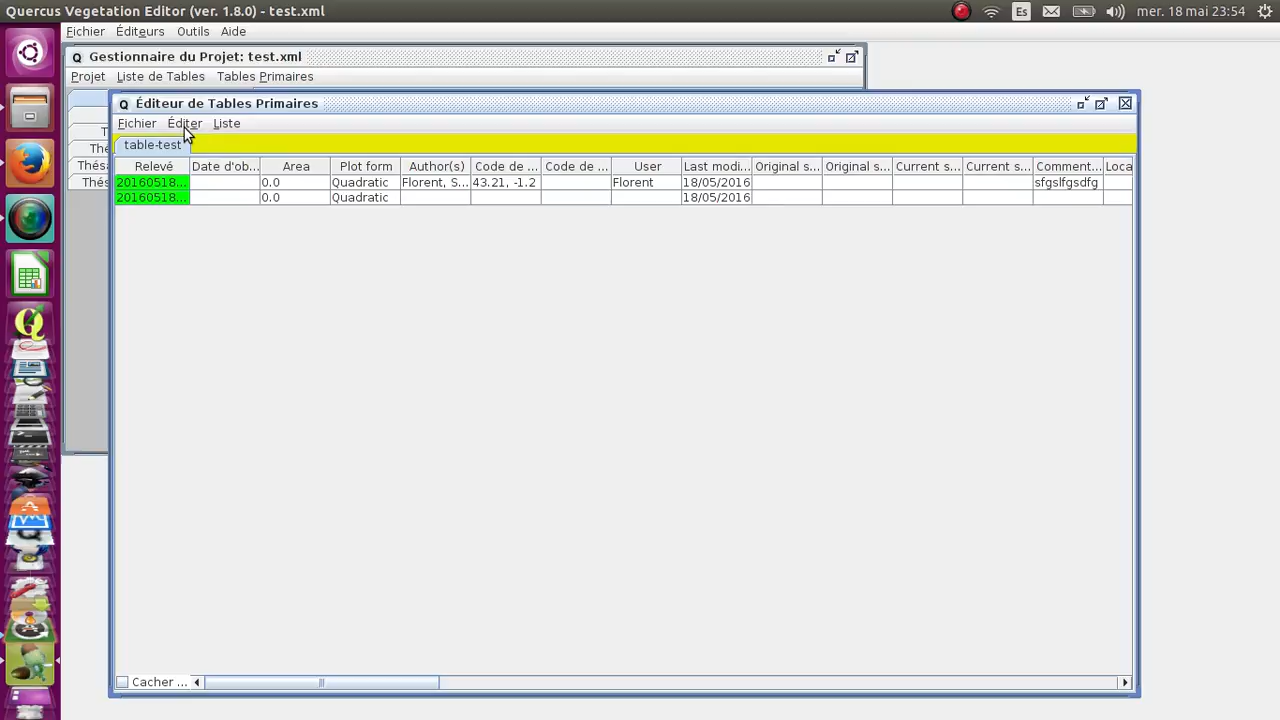 Quercus Vegetation Editor (ver. 1.8.0) - test.xml
Es
mer. 18 mai 23:54
Fichier Éditeurs Outils Aide
Gestionnaire du Projet: test.xml
Projet Liste de Tables Tables Primaires
Éditeur de Tables Primaires
Fichier Éditer Liste
T
Thé
Thésa
Thés
table-test
Relevé Date d'ob... Area Plot form Author(s) Code de ... Code de ... User Last modi... Original s... Original s... Current s... Current s... Comment... Loca
20160518... 0.0 Quadratic Florent, S... 43.21, -1.2 Florent 18/05/2016 sfgslfgsdfg
20160518... 0.0 Quadratic 18/05/2016
Cacher ...